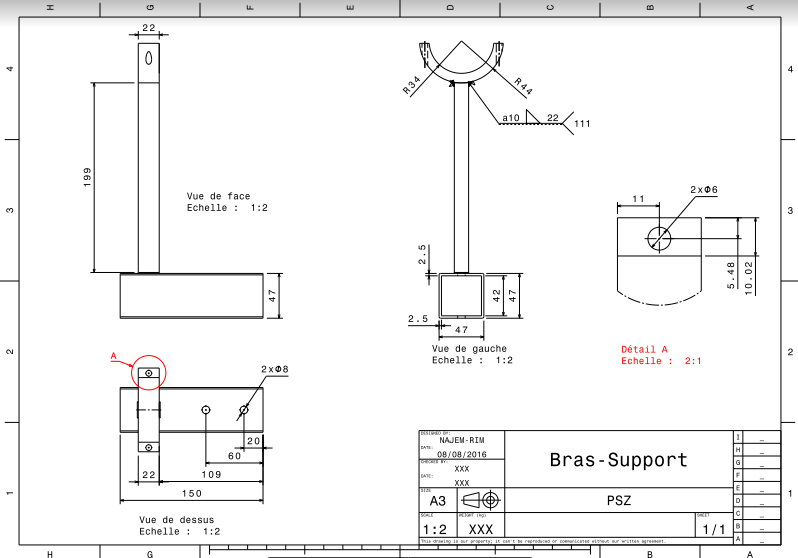 H G F E D C B A
4 4
22
R34 R44
a10 22 111
199
Vue de face
Echelle : 1:2
3 3
2xΦ6
11
5.48
10.02
2.5
47
42
47
2.5
47
Vue de gauche
Echelle : 1:2
Détail A
Echelle : 2:1
2 2
A
2xΦ8
20
60
22 109
150
Vue de dessus
Echelle : 1:2
1 1
DESIGNED BY:
NAJEM-RIM
DATE:
08/08/2016
CHECKED BY:
XXX
DATE:
XXX
Bras-Support
SIZE
A3
PSZ
SCALE
1:2
WEIGHT (kg)
XXX
SHEET
1/1
I _
H _
G _
F _
E _
D _
C _
B _
A _
This drawing is our property; it can't be reproduced or communicated without our written agreement.
H G B A